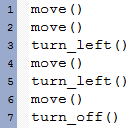 1 move()
2 move()
3 turn_left()
4 move()
5 turn_left()
6 move()
7 turn_off()